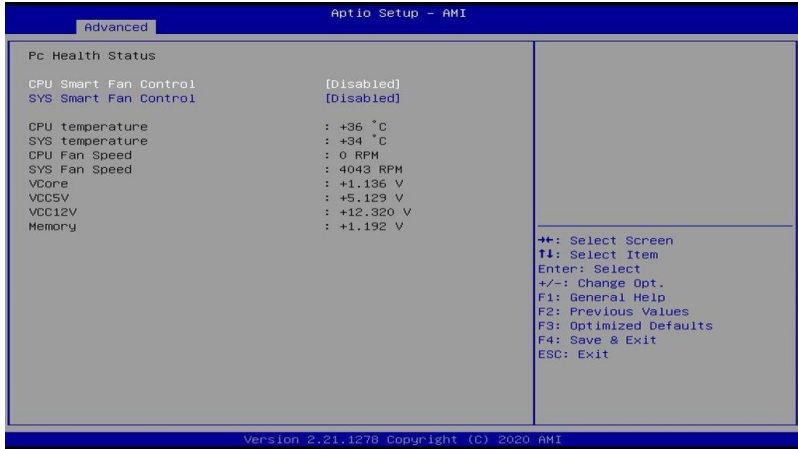 Aptio Setup - AMI
Advanced
Pc Health Status
CPU Smart Fan Control [Disabled]
SYS Smart Fan Control [Disabled]
CPU temperature : +36 °C
SYS temperature : +34 °C
CPU Fan Speed : 0 RPM
SYS Fan Speed : 4043 RPM
VCore : +1.136 V
VCC5V : +5.129 V
VCC12V : +12.320 V
Memory : +1.192 V
→←: Select Screen
↑↓: Select Item
Enter: Select
+/-: Change Opt.
F1: General Help
F2: Previous Values
F3: Optimized Defaults
F4: Save & Exit
ESC: Exit
Version 2.21.1278 Copyright (C) 2020 AMI